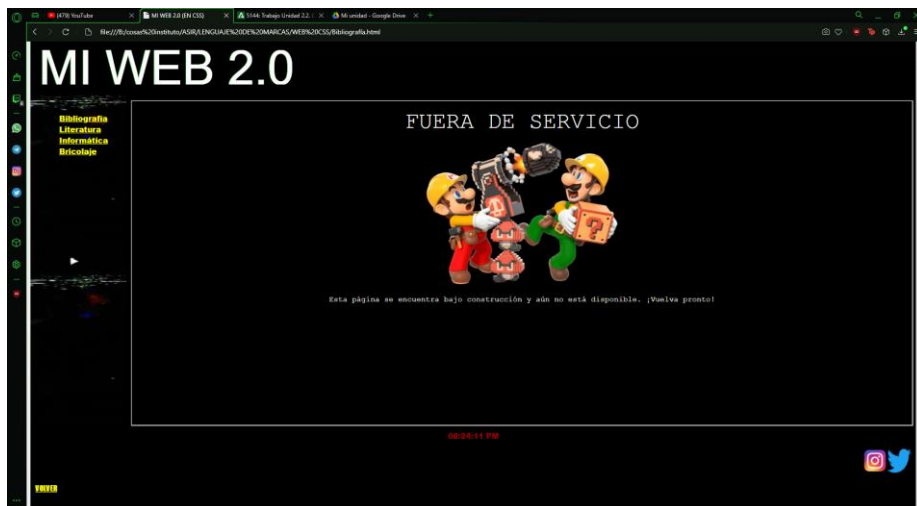 (478) YouTube
MI WEB 2.0 (EN CSS)
5144: Trabajo Unidad 2.2.
Mi unidad - Google Drive
file:///B:/cosas%20instituto/ASIR/LENGUAJE%20DE%20MARCAS/WEB%20CSS/Bibliografia.html
MI WEB 2.0
Bibliografía
Literatura
Informática
Bricolaje
FUERA DE SERVICIO
Esta página se encuentra bajo construcción y aún no está disponible. ¡Vuelva pronto!
06:24:11 PM
VOLVER